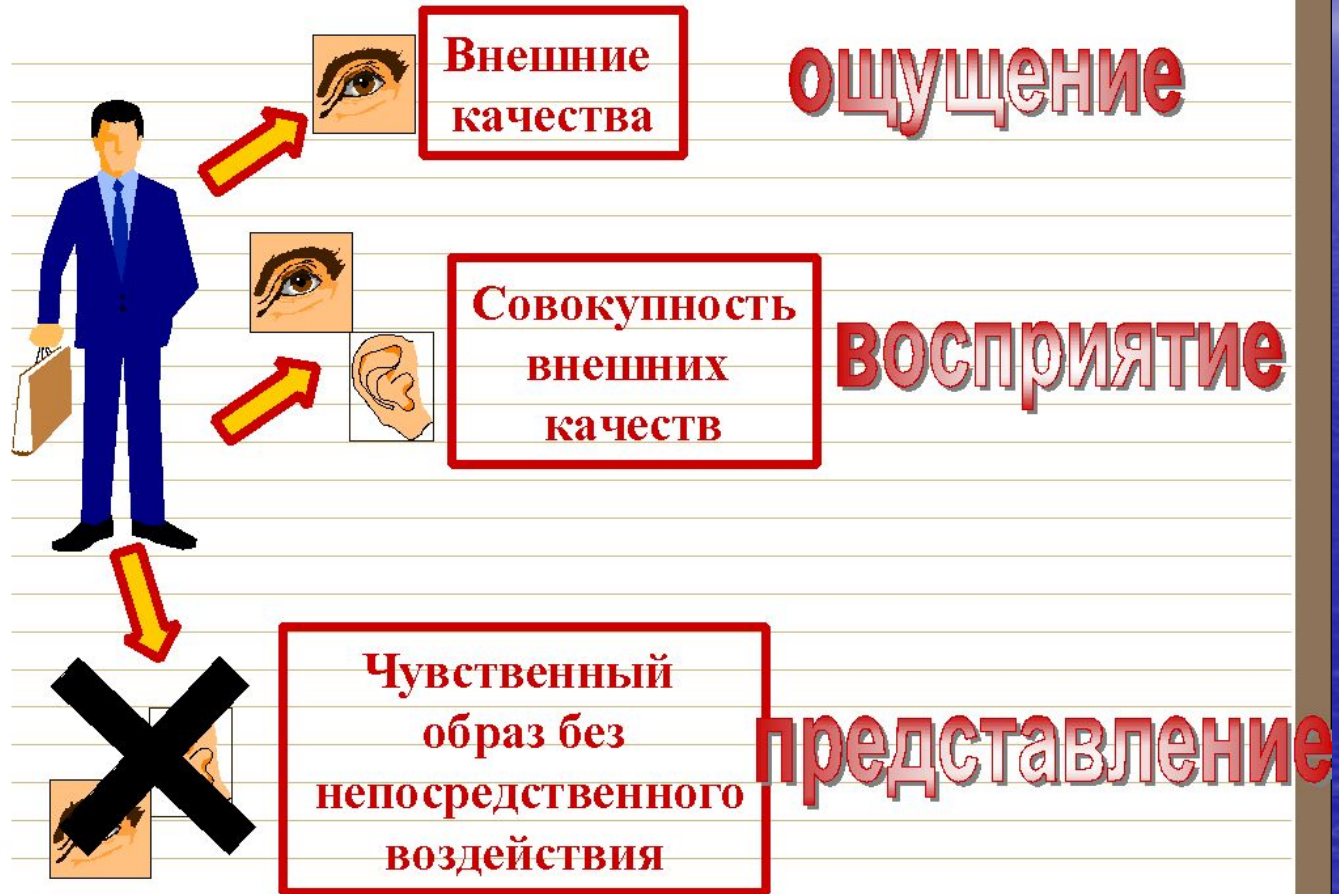 Внешние
качества
ощущение
Совокупность
внешних
качеств
восприятие
Чувственный
образ без
непосредственного
воздействия
представление